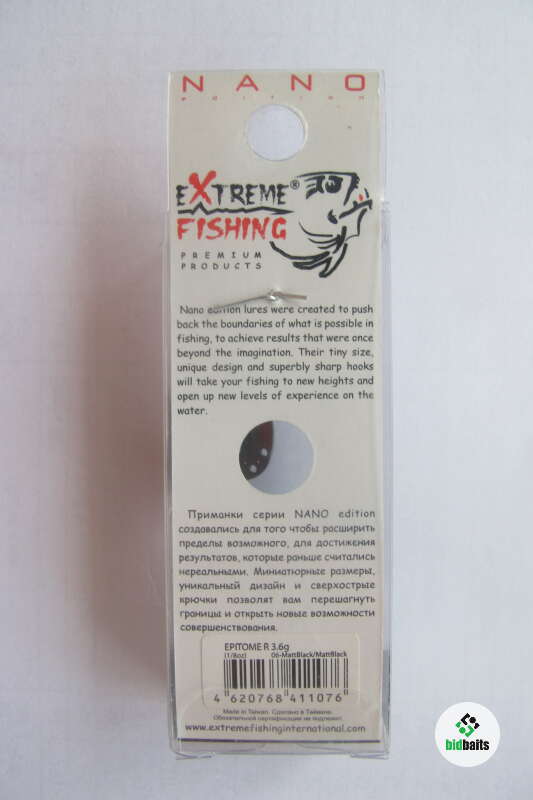 NANO
edition
EXTREME®
FISHING
PREMIUM
PRODUCTS
Nano edition lures were created to push
back the boundaries of what is possible in
fishing, to achieve results that were once
beyond the imagination. Their tiny size,
unique design and superbly sharp hooks
will take your fishing to new heights and
open up new levels of experience on the
water.
Приманки серии NANO edition
создавались для того чтобы расширить
пределы возможного, для достижения
результатов, которые раньше считались
нереальными. Миниатюрные размеры,
уникальный дизайн и сверхострые
крючки позволят вам перешагнуть
границы и открыть новые возможности
совершенствования.
EPITOME R 3.6g
(1/8oz) 06-MattBlack/MattBlack
4 620768 411076
Made in Taiwan. Сделано в Тайване.
Обязательной сертификации не подлежит.
www.extremefishinginternational.com
bidbaits